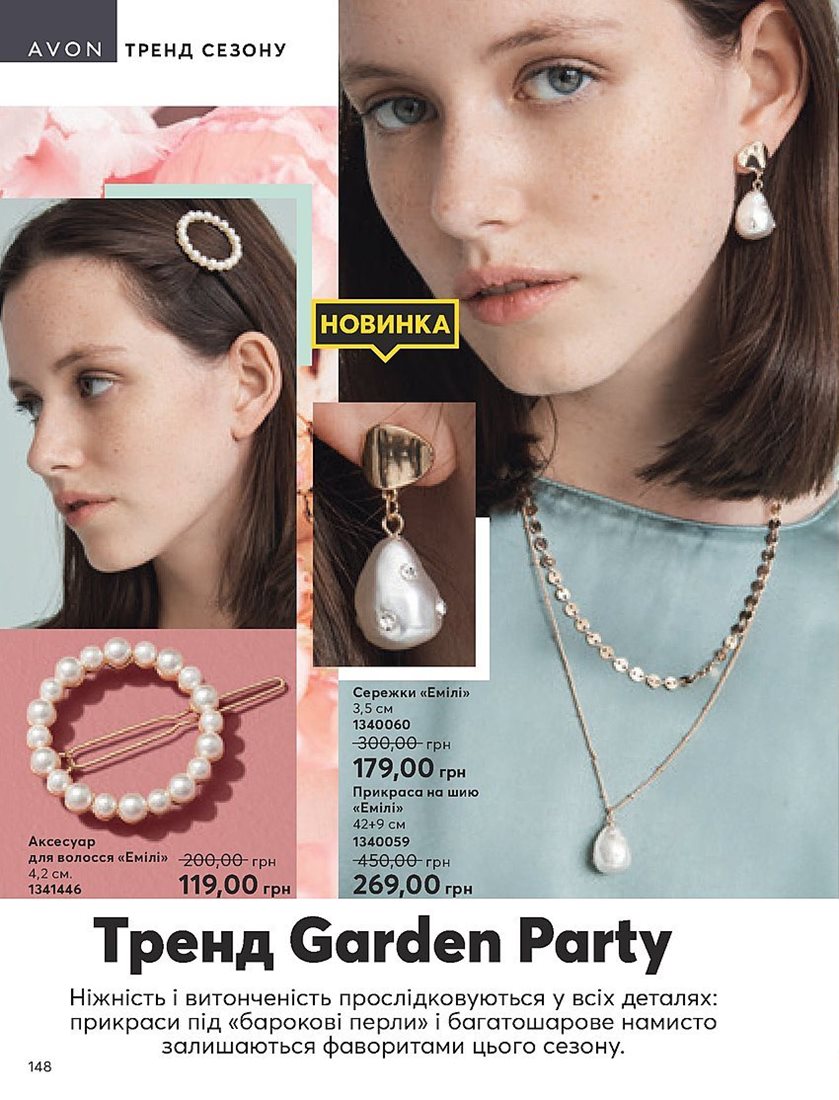 AVON ТРЕНД СЕЗОНУ
НОВИНКА
Сережки «Емілі»
3,5 см
1340060
300,00 грн
179,00 грн
Прикраса на шию
«Емілі»
42+9 см
1340059
450,00 грн
269,00 грн
Аксесуар
для волосся «Емілі» 200,00 грн
4,2 см.
1341446 119,00 грн
Тренд Garden Party
Ніжність і витонченість прослідковуються у всіх деталях:
прикраси під «барокові перли» і багатошарове намисто
залишаються фаворитами цього сезону.
148